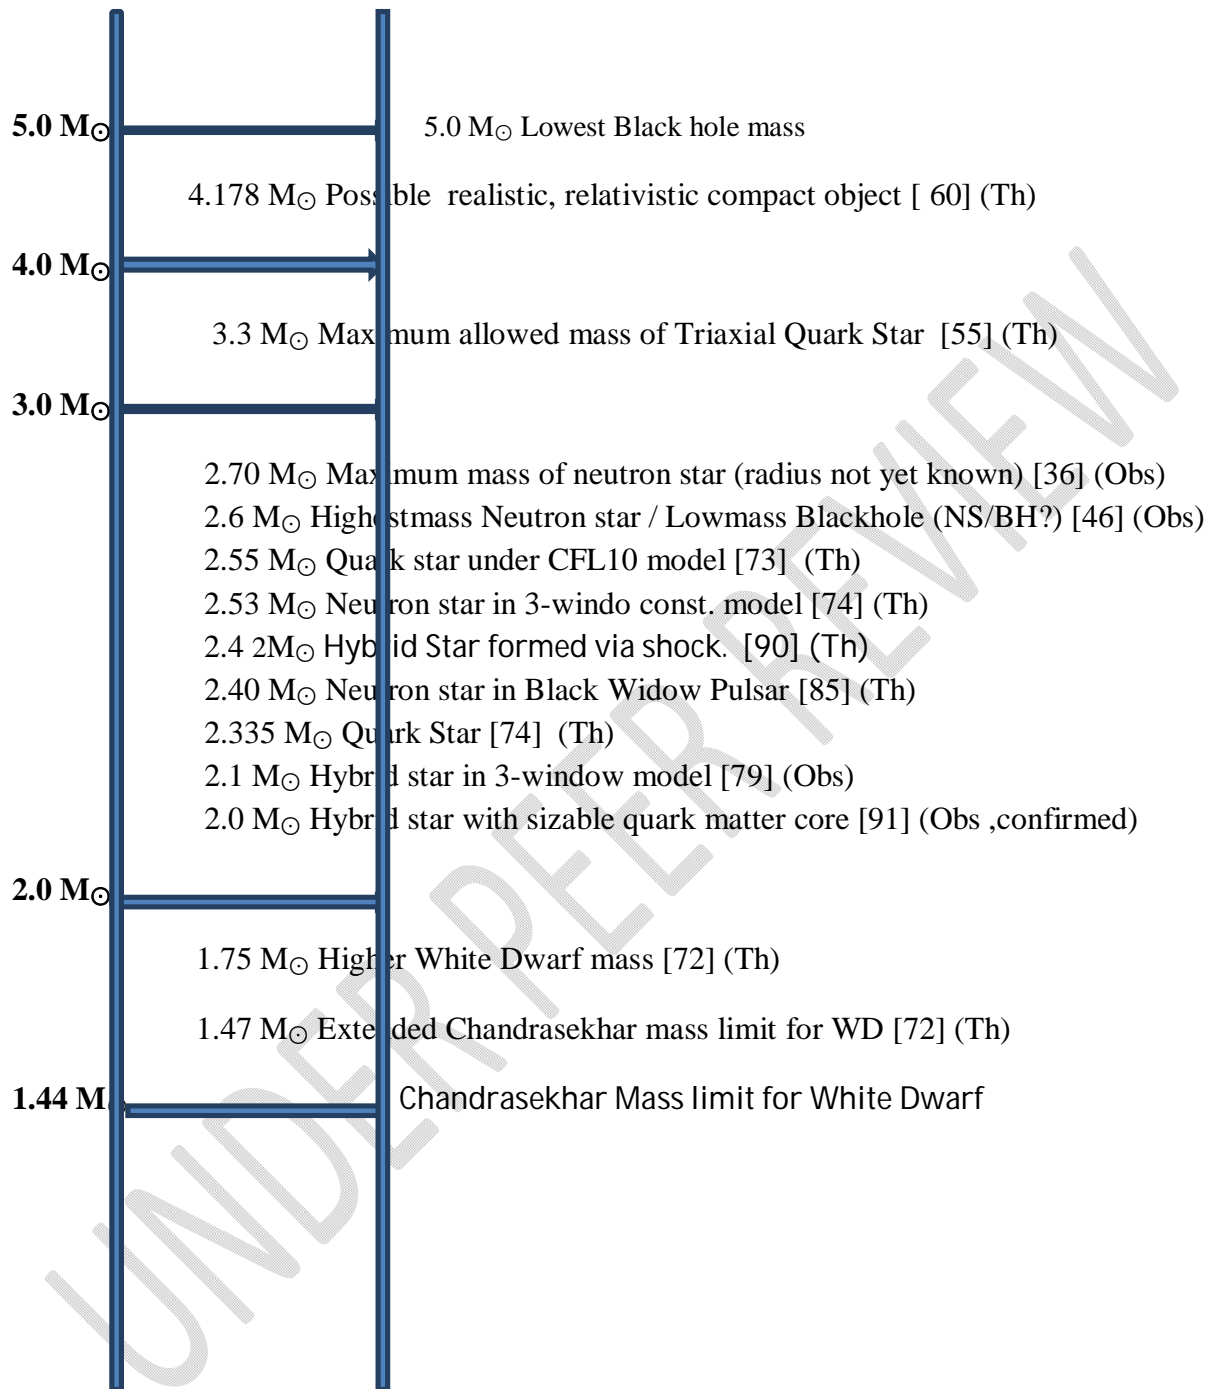 5.0 M☉ 5.0 M☉ Lowest Black hole mass
4.178 M☉ Possible realistic, relativistic compact object [ 60] (Th)
4.0 M☉
3.3 M☉ Maximum allowed mass of Triaxial Quark Star [55] (Th)
3.0 M☉
2.70 M☉ Maximum mass of neutron star (radius not yet known) [36] (Obs)
2.6 M☉ Highestmass Neutron star / Lowmass Blackhole (NS/BH?) [46] (Obs)
2.55 M☉ Quark star under CFL10 model [73] (Th)
2.53 M☉ Neutron star in 3-windo const. model [74] (Th)
2.4 2M☉ Hybrid Star formed via shock. [90] (Th)
2.40 M☉ Neutron star in Black Widow Pulsar [85] (Th)
2.335 M☉ Quark Star [74] (Th)
2.1 M☉ Hybrid star in 3-window model [79] (Obs)
2.0 M☉ Hybrid star with sizable quark matter core [91] (Obs ,confirmed)
2.0 M☉
1.75 M☉ Higher White Dwarf mass [72] (Th)
1.47 M☉ Extended Chandrasekhar mass limit for WD [72] (Th)
1.44 M☉ Chandrasekhar Mass limit for White Dwarf
UNDER PEER REVIEW